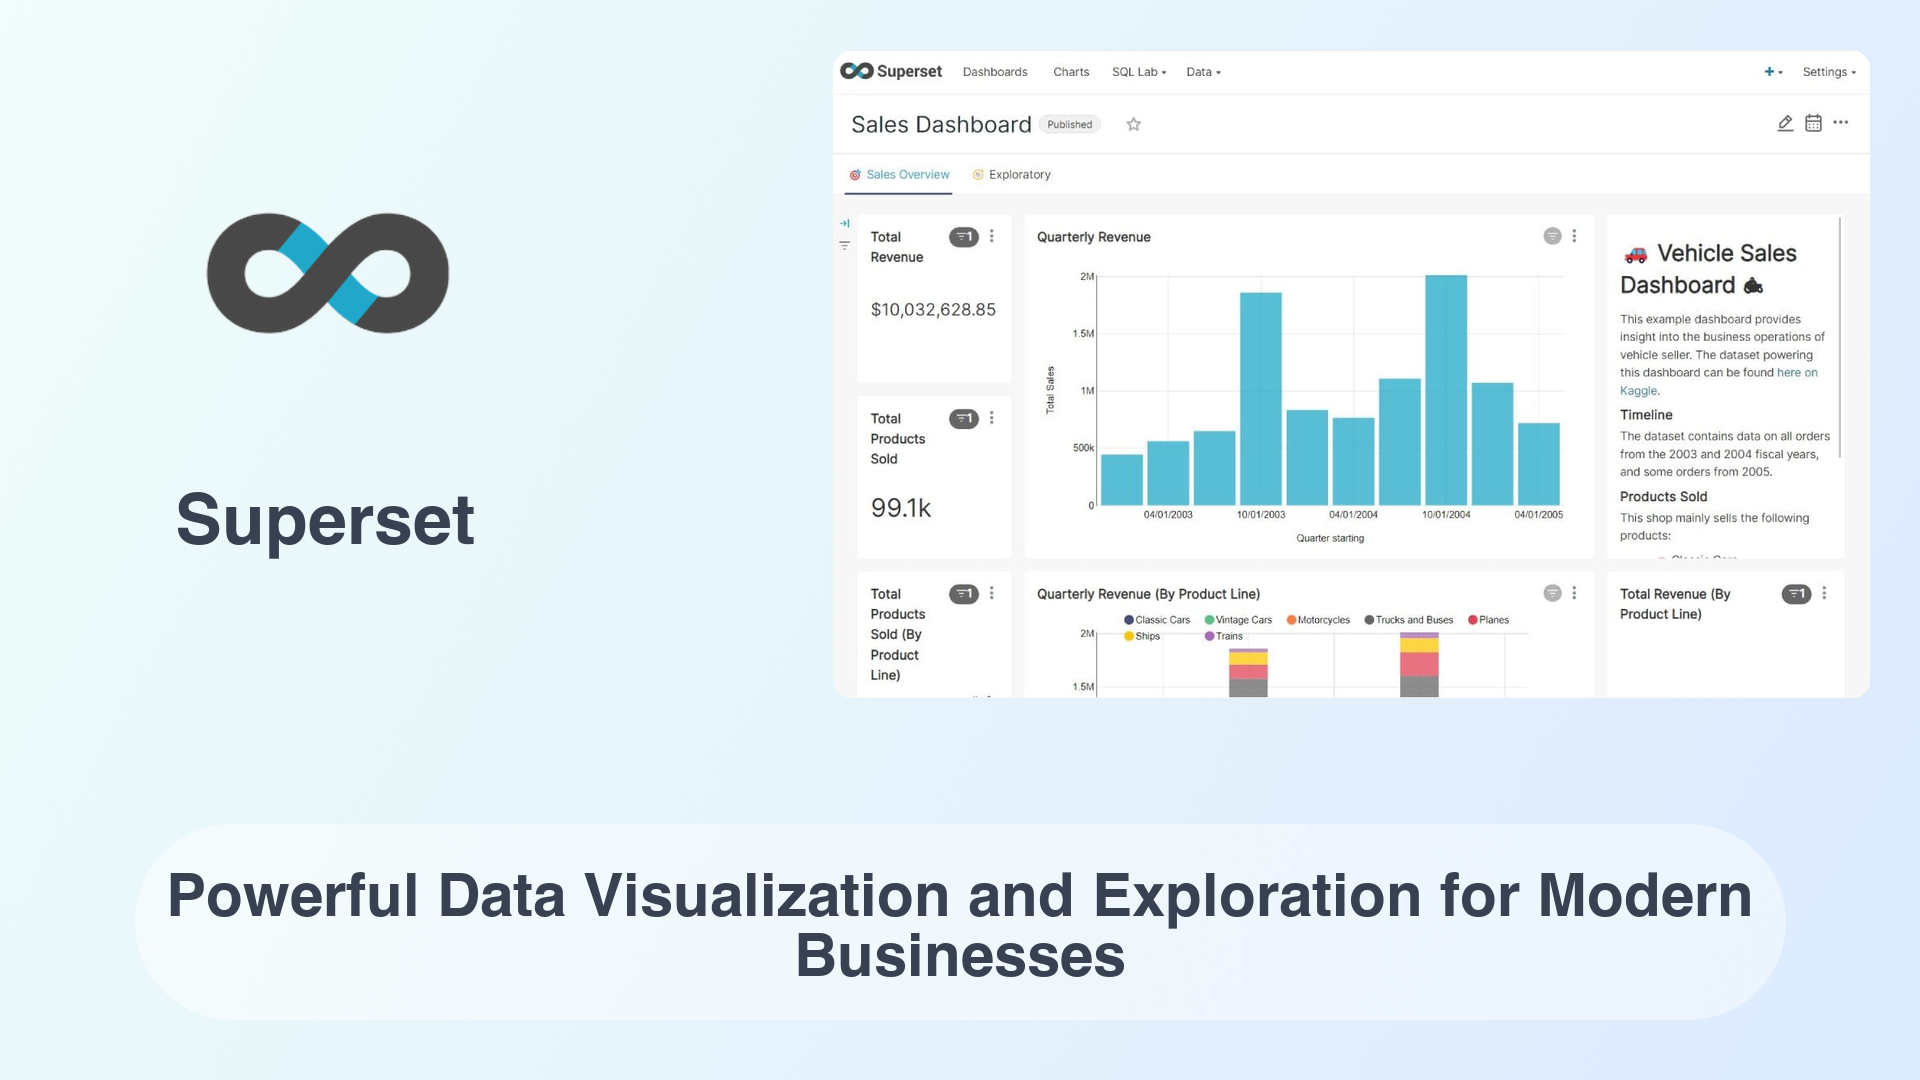 Superset
Superset
Dashboards
Charts
SQL Lab
Data
Settings
Sales Dashboard
Published
Sales Overview
Exploratory
Total
Revenue
1
$10,032,628.85
Total
Products
Sold
1
99.1k
Total
Products
Sold (By
Product
Line)
1
Quarterly Revenue
2M
1.5M
1M
500k
0
Total Sales
04/01/2003
10/01/2003
04/01/2004
10/01/2004
04/01/2005
Quarter starting
Quarterly Revenue (By Product Line)
Classic Cars
Vintage Cars
Motorcycles
Trucks and Buses
Planes
Ships
Trains
2M
1.5M
Vehicle Sales
Dashboard
This example dashboard provides
insight into the business operations of
vehicle seller. The dataset powering
this dashboard can be found here on
Kaggle.
Timeline
The dataset contains data on all orders
from the 2003 and 2004 fiscal years,
and some orders from 2005.
Products Sold
This shop mainly sells the following
products:
Total Revenue (By
Product Line)
1
Powerful Data Visualization and Exploration for Modern
Businesses